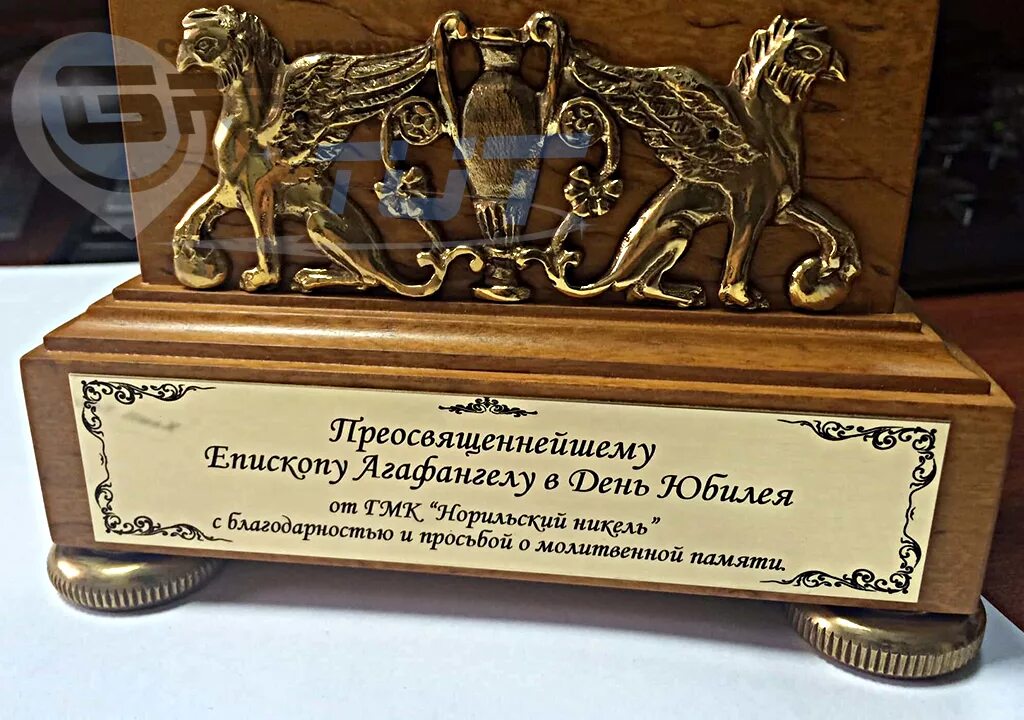 Преосвященнейшему
Епископу Агафангелу в День Юбилея
от ГМК “Норильский никель”
с благодарностью и просьбой о молитвенной памяти.